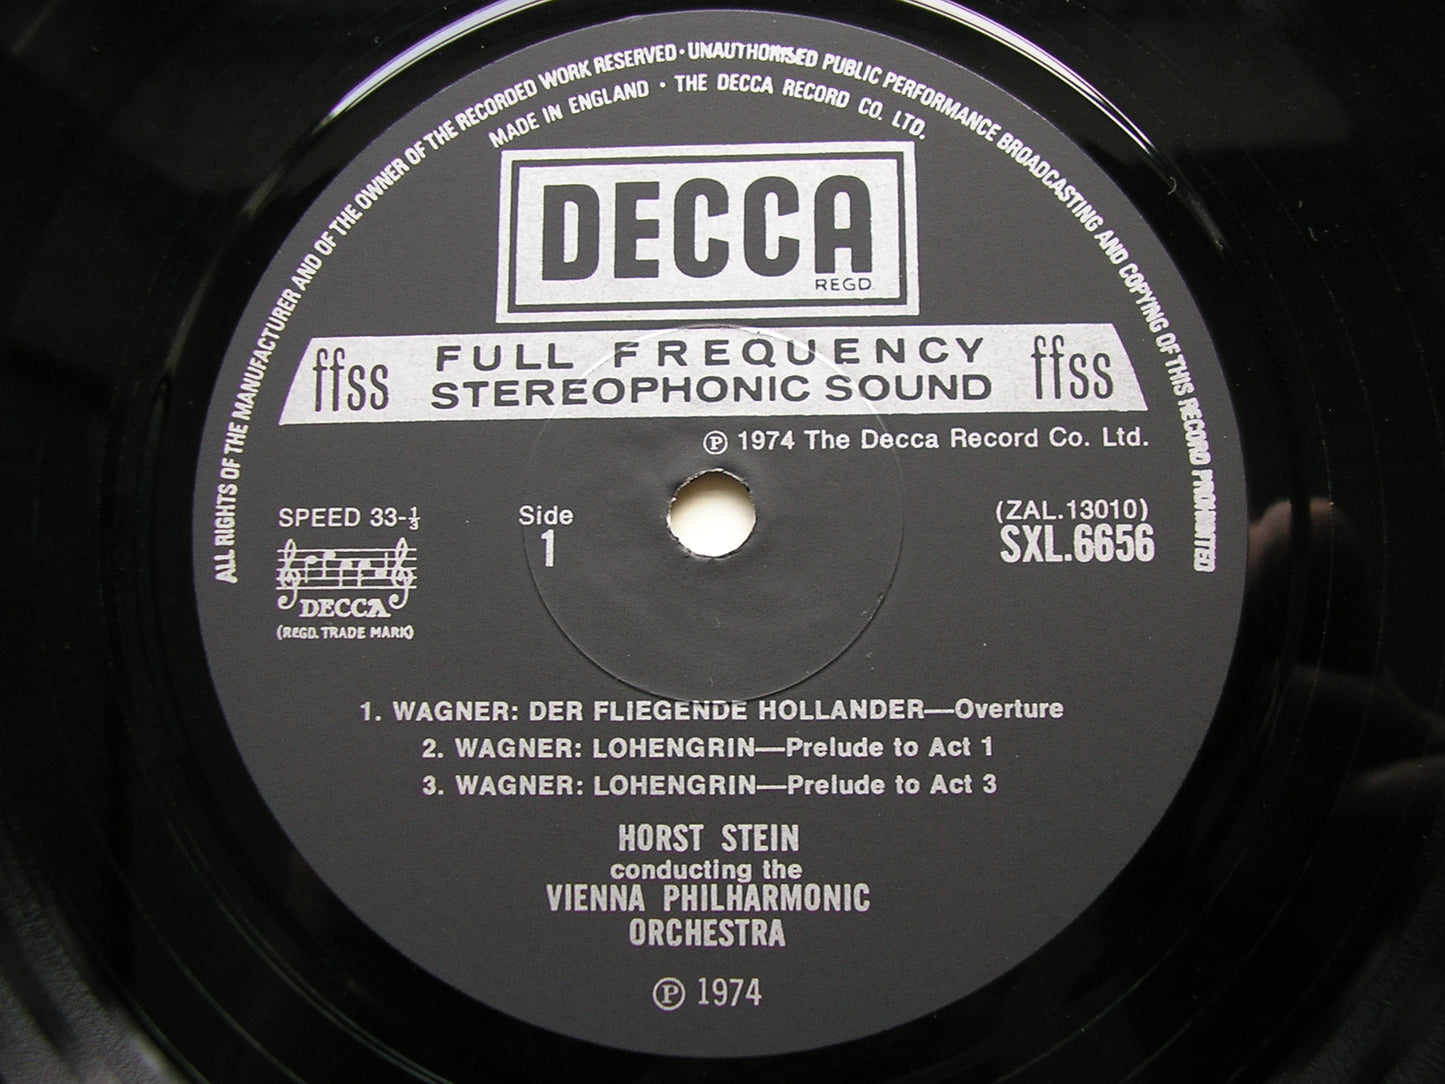 ALL RIGHTS OF THE MANUFACTURER AND OF THE OWNER OF THE RECORDED WORK RESERVED · UNAUTHORISED PUBLIC PERFORMANCE BROADCASTING AND COPYING OF THIS RECORD PROHIBITED
MADE IN ENGLAND · THE DECCA RECORD CO. LTD.
DECCA
REGD.
ffss FULL FREQUENCY STEREOPHONIC SOUND ffss
℗ 1974 The Decca Record Co. Ltd.
SPEED 33-⅓
Side
1
(ZAL.13010)
SXL.6656
DECCA
(REGD. TRADE MARK)
1. WAGNER: DER FLIEGENDE HOLLANDER—Overture
2. WAGNER: LOHENGRIN—Prelude to Act 1
3. WAGNER: LOHENGRIN—Prelude to Act 3
HORST STEIN
conducting the
VIENNA PHILHARMONIC
ORCHESTRA
℗ 1974